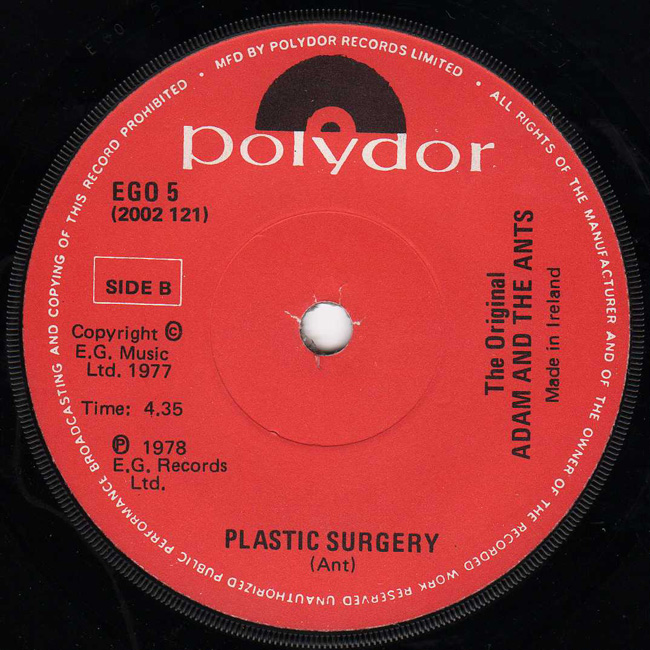 MFD BY POLYDOR RECORDS LIMITED • ALL RIGHTS OF THE MANUFACTURER AND OF THE OWNER OF THE RECORDED WORK RESERVED UNAUTHORIZED PUBLIC PERFORMANCE BROADCASTING AND COPYING OF THIS RECORD PROHIBITED •
polydor
EGO 5
(2002 121)
SIDE B
Copyright ©
E.G. Music
Ltd. 1977
Time: 4.35
℗ 1978
E.G. Records
Ltd.
The Original
ADAM AND THE ANTS
Made in Ireland
PLASTIC SURGERY
(Ant)